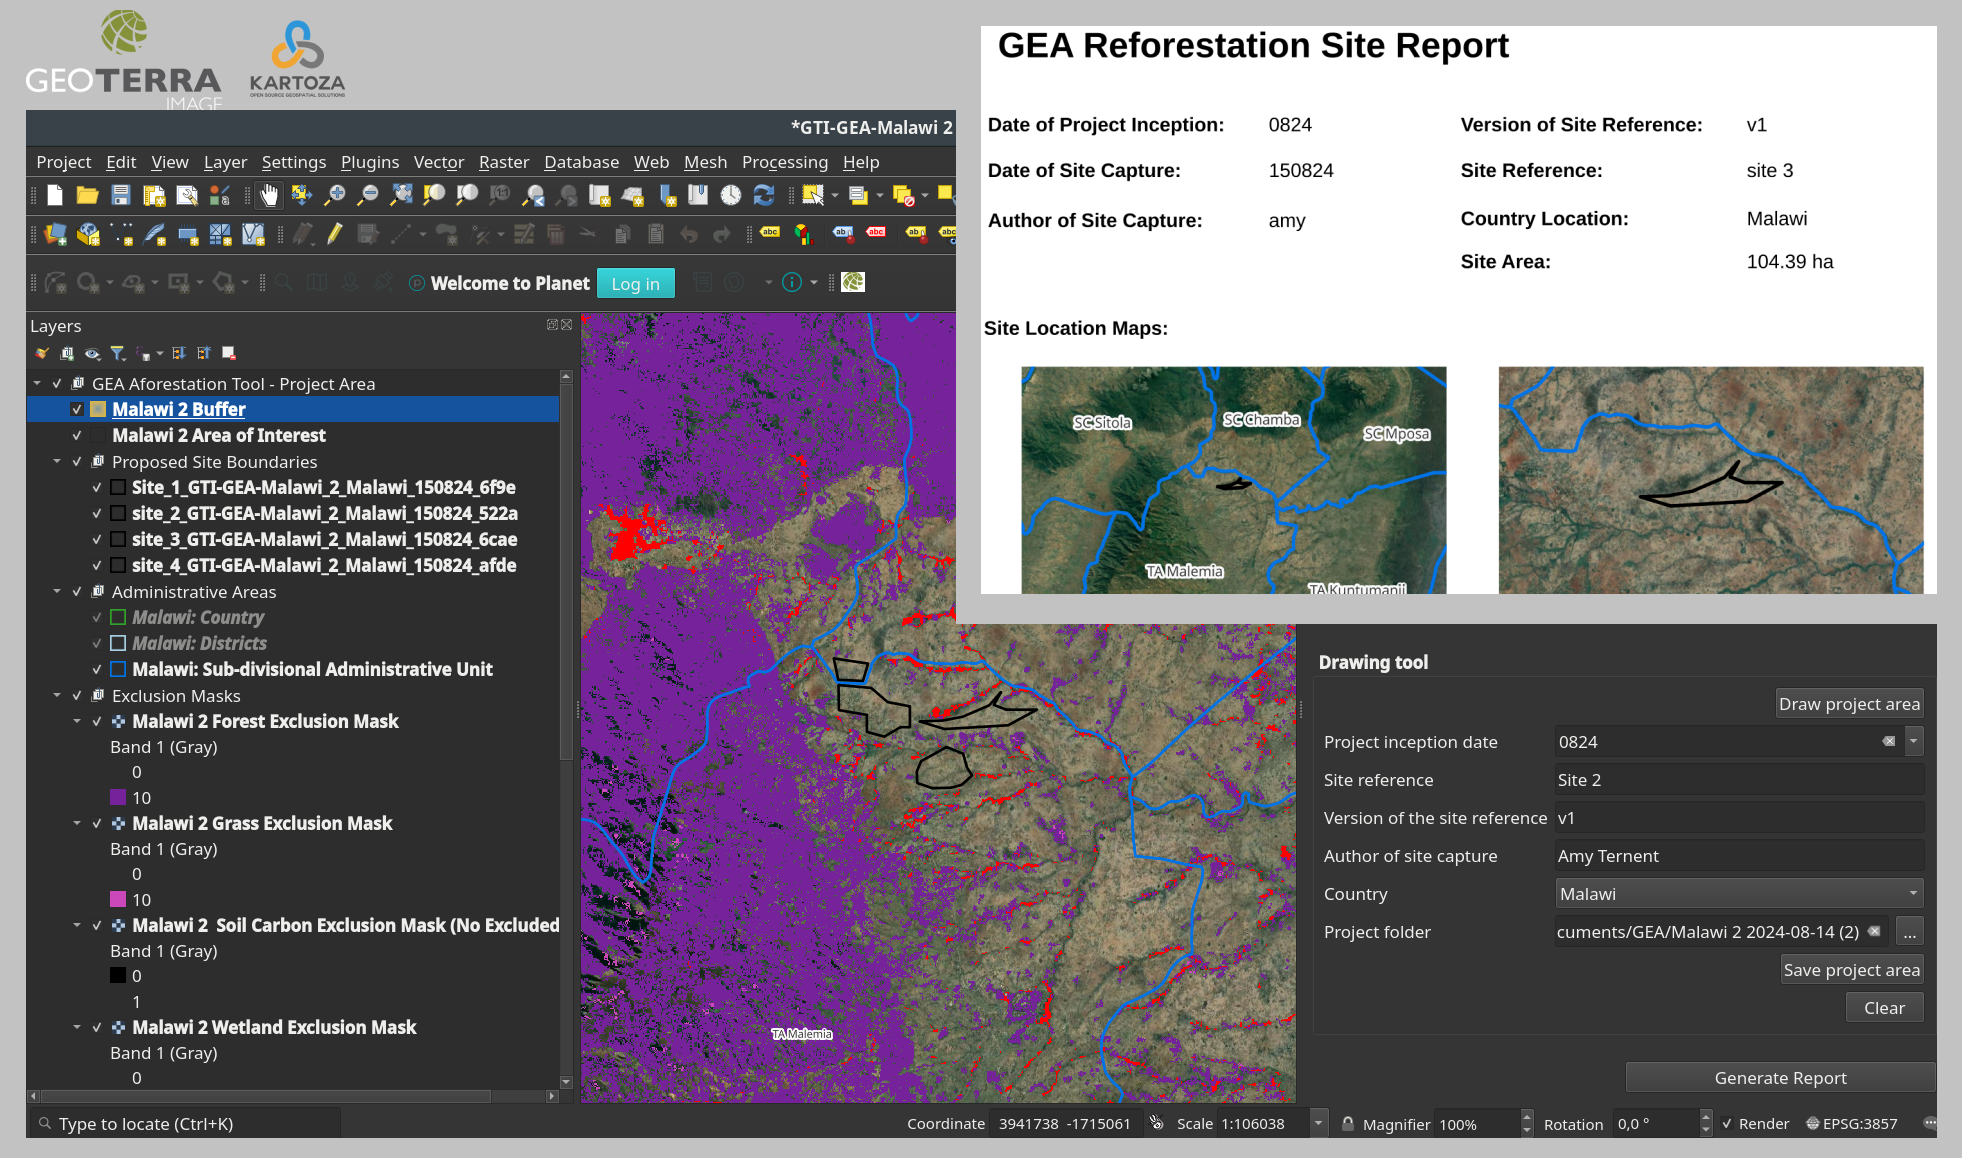 GEOTERRA
IMAGE
KARTOZA
OPEN SOURCE GEOSPATIAL SOLUTIONS
*GTI-GEA-Malawi 2
Project Edit View Layer Settings Plugins Vector Raster Database Web Mesh Processing Help
Welcome to Planet Log in
Layers
GEA Aforestation Tool - Project Area
Malawi 2 Buffer
Malawi 2 Area of Interest
Proposed Site Boundaries
Site_1_GTI-GEA-Malawi_2_Malawi_150824_6f9e
site_2_GTI-GEA-Malawi_2_Malawi_150824_522a
site_3_GTI-GEA-Malawi_2_Malawi_150824_6cae
site_4_GTI-GEA-Malawi_2_Malawi_150824_afde
Administrative Areas
Malawi: Country
Malawi: Districts
Malawi: Sub-divisional Administrative Unit
Exclusion Masks
Malawi 2 Forest Exclusion Mask
Band 1 (Gray)
0
10
Malawi 2 Grass Exclusion Mask
Band 1 (Gray)
0
10
Malawi 2  Soil Carbon Exclusion Mask (No Excluded
Band 1 (Gray)
0
1
Malawi 2 Wetland Exclusion Mask
Band 1 (Gray)
0
TA Malemia
GEA Reforestation Site Report
Date of Project Inception: 0824
Version of Site Reference: v1
Date of Site Capture: 150824
Site Reference: site 3
Author of Site Capture: amy
Country Location: Malawi
Site Area: 104.39 ha
Site Location Maps:
SC Sitola
SC Chamba
SC Mposa
TA Malemia
TA Kuntumanji
Drawing tool
Draw project area
Project inception date 0824
Site reference Site 2
Version of the site reference v1
Author of site capture Amy Ternent
Country Malawi
Project folder cuments/GEA/Malawi 2 2024-08-14 (2) ...
Save project area
Clear
Generate Report
Type to locate (Ctrl+K)
Coordinate 3941738 -1715061 Scale 1:106038 Magnifier 100% Rotation 0,0 ° Render EPSG:3857